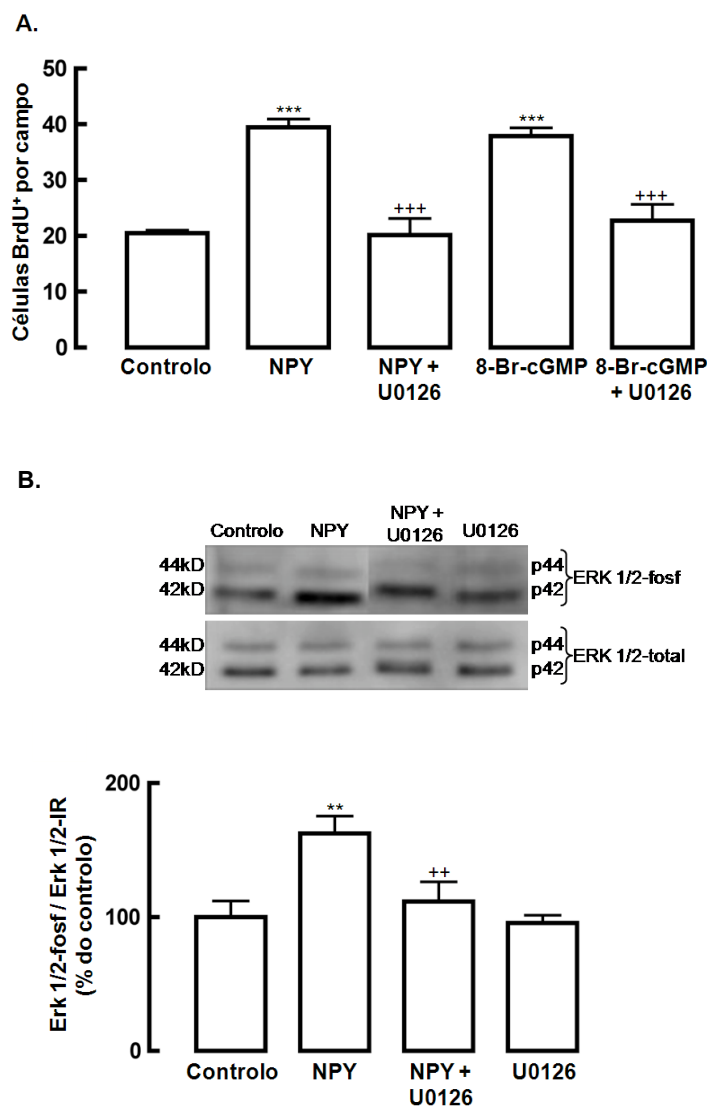 A.
Células BrdU⁺ por campo
50
40
30
20
10
0
***
+++
***
+++
Controlo
NPY
NPY +
U0126
8-Br-cGMP
8-Br-cGMP
+ U0126
B.
Controlo
NPY
NPY +
U0126
U0126
44kD
42kD
p44
p42
ERK 1/2-fosf
44kD
42kD
p44
p42
ERK 1/2-total
Erk 1/2-fosf / Erk 1/2-IR
(% do controlo)
200
100
0
**
++
Controlo
NPY
NPY +
U0126
U0126